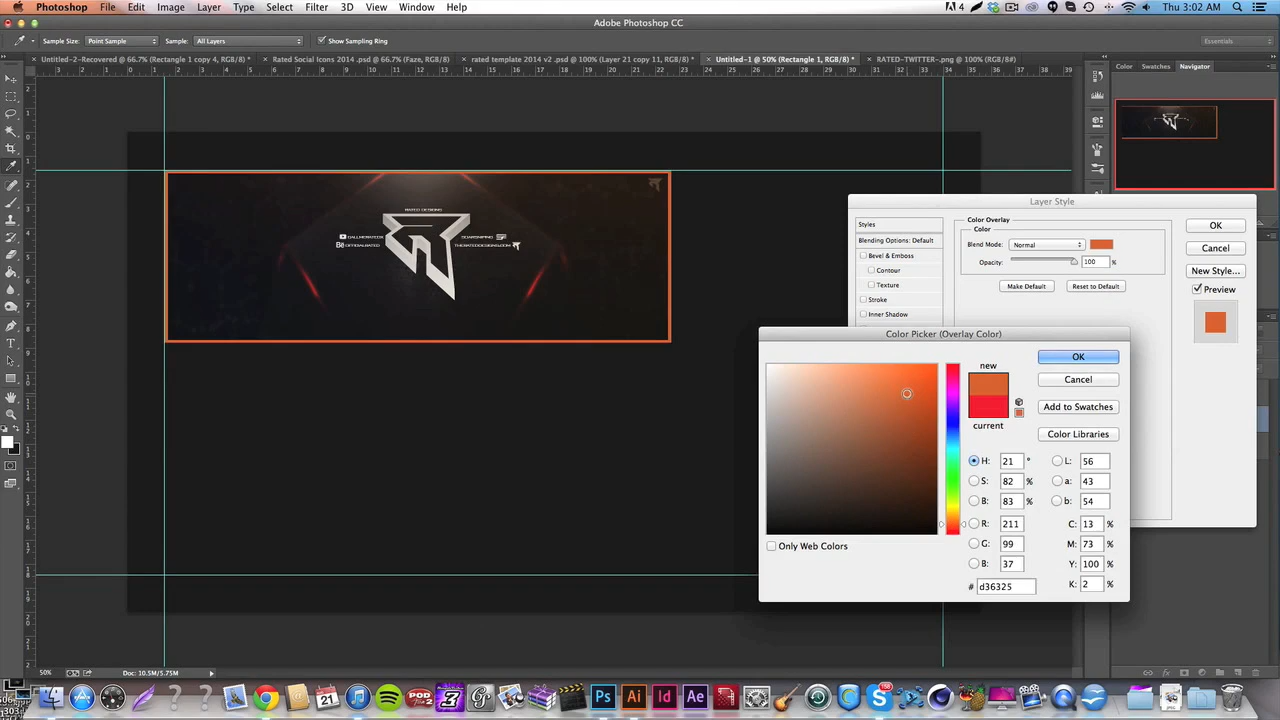 Photoshop File Edit Image Layer Type Select Filter 3D View Window Help 4 Thu 3:02 AM
Adobe Photoshop CC
Sample Size: Point Sample Sample: All Layers Show Sampling Ring Essentials
Untitled-2-Recovered @ 66.7% (Rectangle 1 copy 4, RGB/8) * Rated Social Icons 2014 .psd @ 66.7% (Faze, RGB/8) rated template 2014 v2 .psd @ 100% (Layer 21 copy 11, RGB/8) * Untitled-1 @ 50% (Rectangle 1, RGB/8) * RATED-TWITTER-.png @ 100% (RGB/8#)
Color Swatches Navigator
RATED DESIGNS
THERATEDDESIGNS.COM
Layer Style
Styles
Blending Options: Default
Bevel & Emboss
Contour
Texture
Stroke
Inner Shadow
Color Overlay
Color
Blend Mode: Normal
Opacity: 100 %
Make Default Reset to Default
OK
Cancel
New Style...
Preview
Color Picker (Overlay Color)
new
current
OK
Cancel
Add to Swatches
Color Libraries
H: 21 ° L: 56
S: 82 % a: 43
B: 83 % b: 54
R: 211 C: 13 %
G: 99 M: 73 %
B: 37 Y: 100 %
# d36325 K: 2 %
Only Web Colors
50% Doc: 10.5M/5.75M